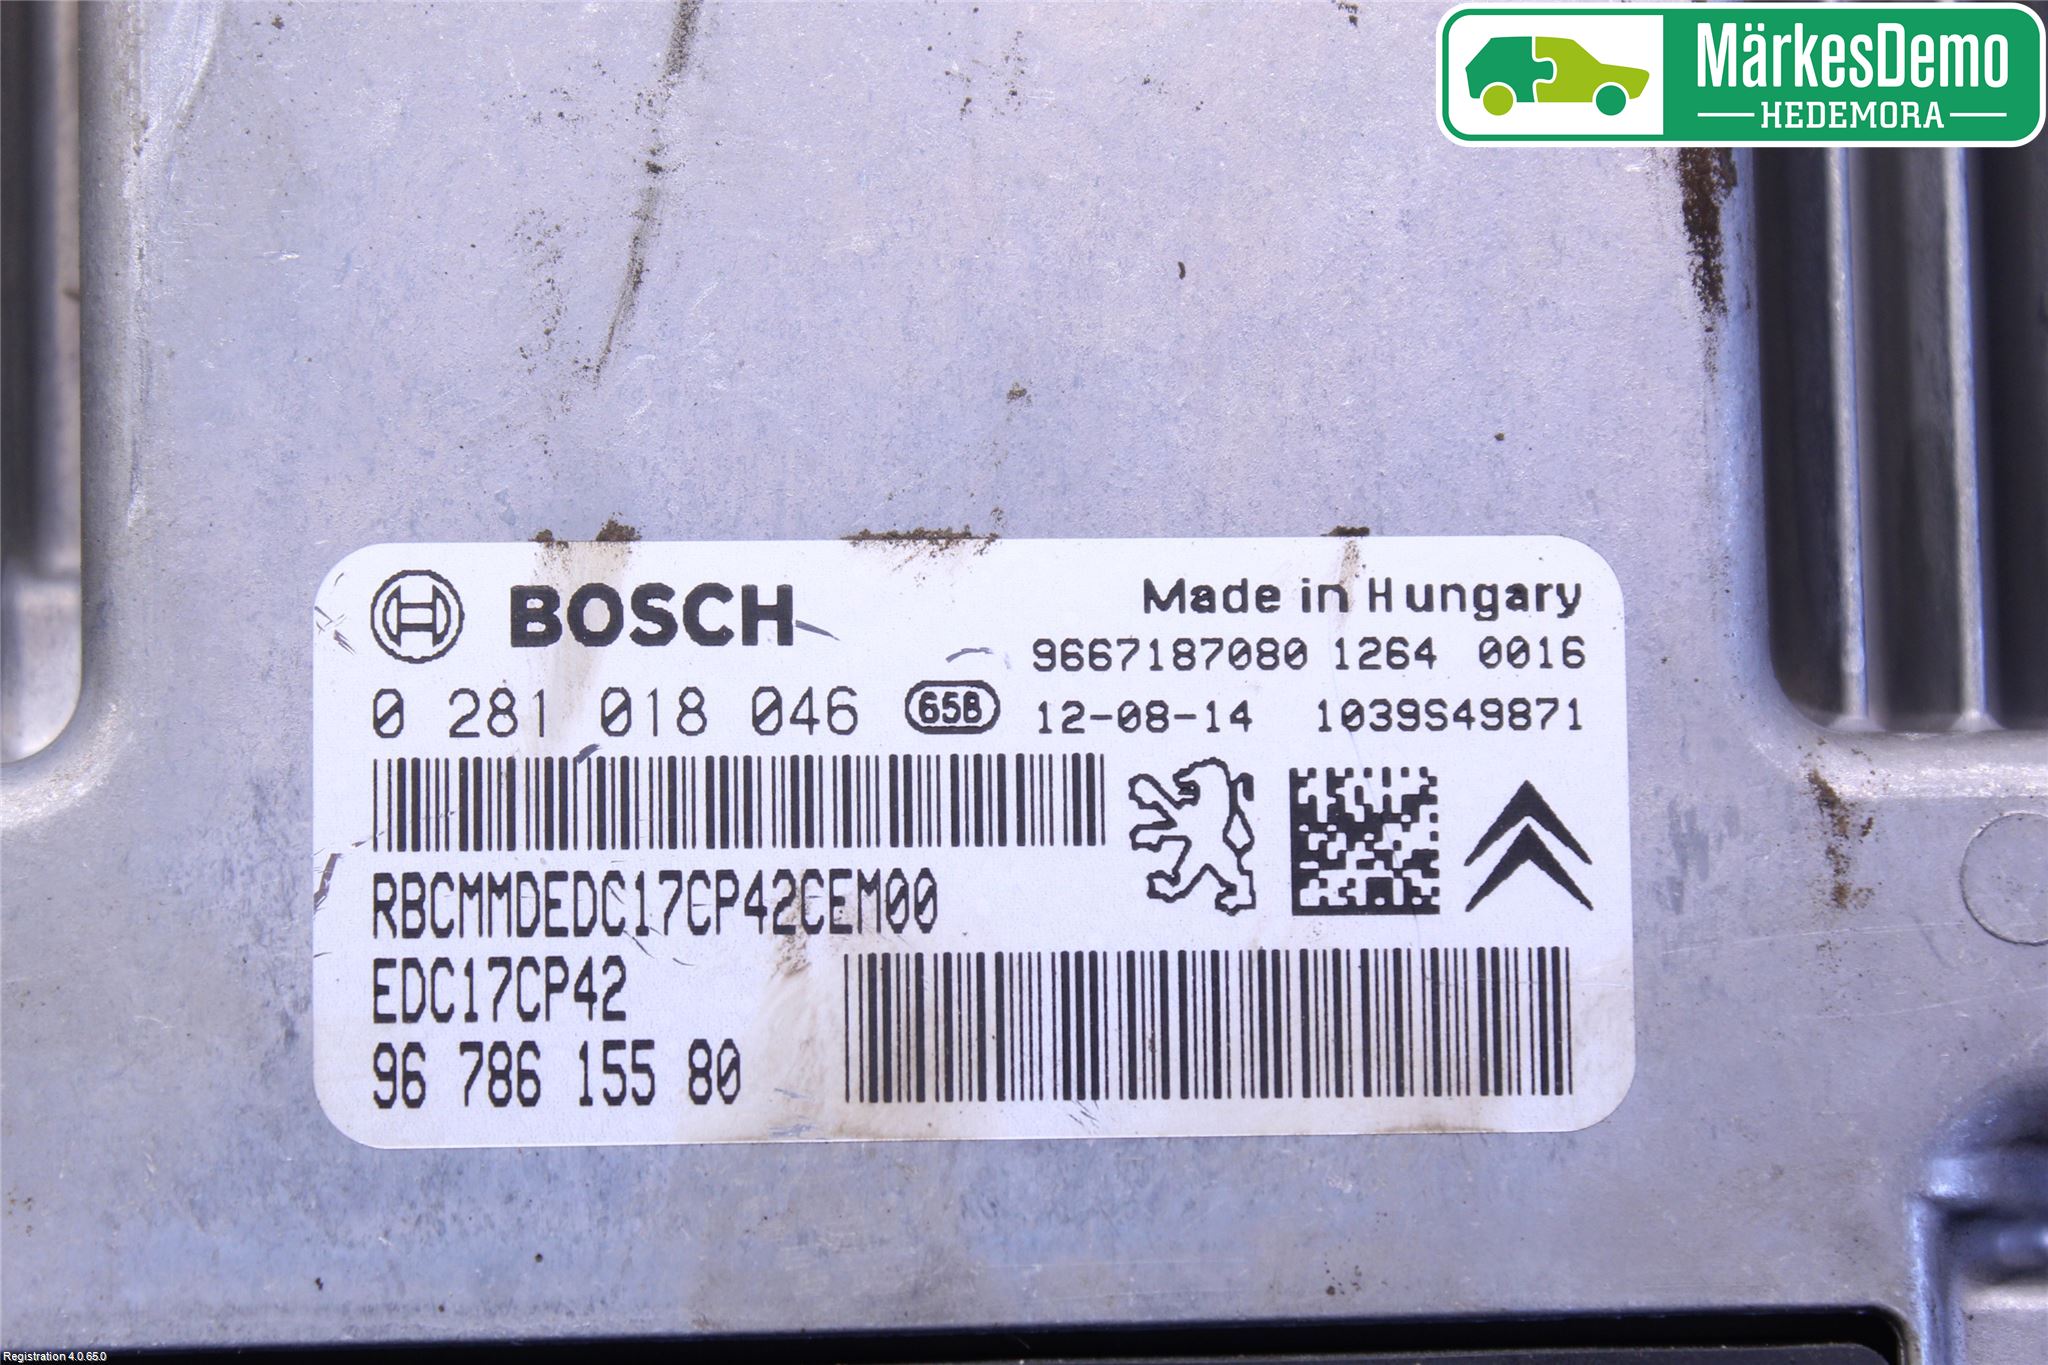 MärkesDemo
HEDEMORA
BOSCH
Made in Hungary
9667187080 1264 0016
0 281 018 046 65B 12-08-14 1039S49871
RBCMMDEDC17CP42CEM00
EDC17CP42
96 786 155 80
Registration 4.0.65.0